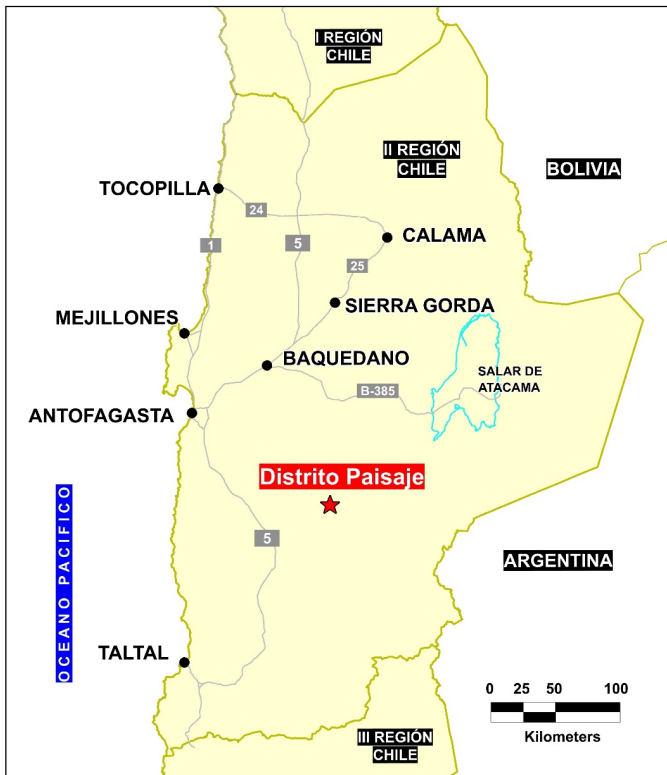 I REGIÓN
CHILE
II REGIÓN
CHILE
BOLIVIA
TOCOPILLA
24
1
5
CALAMA
25
SIERRA GORDA
MEJILLONES
BAQUEDANO
SALAR DE
ATACAMA
B-385
ANTOFAGASTA
Distrito Paisaje
OCEANO PACIFICO
5
ARGENTINA
TALTAL
0 25 50 100
Kilometers
III REGIÓN
CHILE